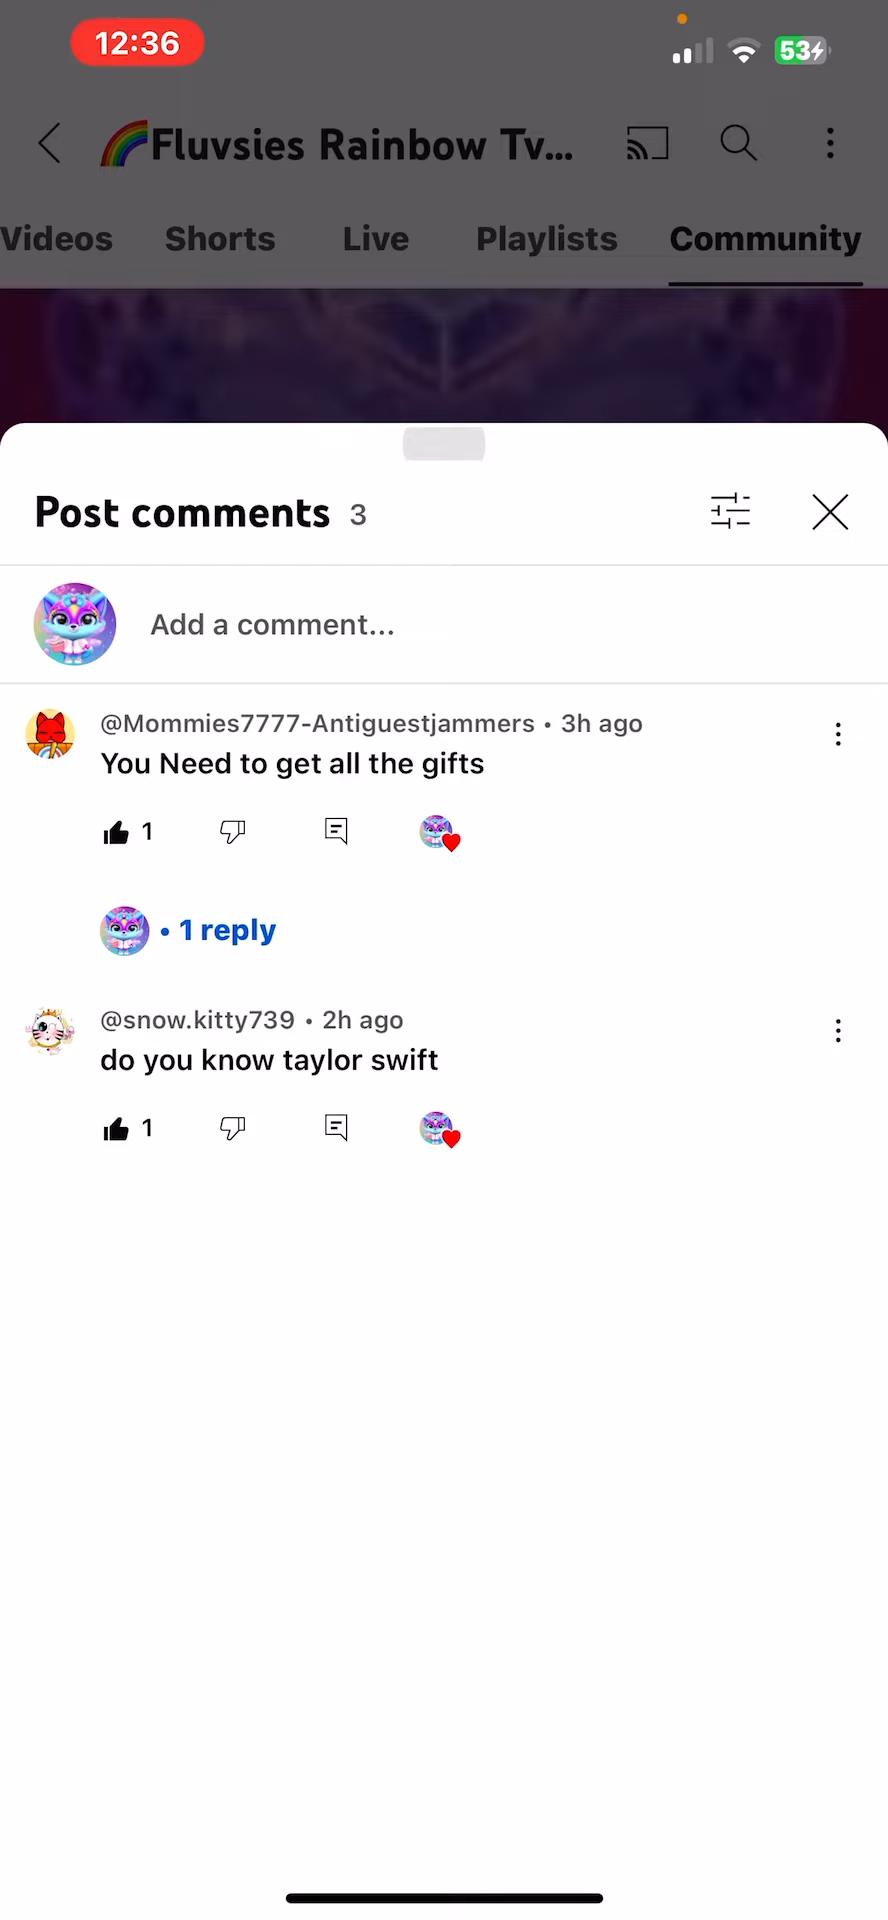 12:36
53
🌈Fluvsies Rainbow Tv...
Videos Shorts Live Playlists Community
Post comments 3
Add a comment...
@Mommies7777-Antiguestjammers • 3h ago
You Need to get all the gifts
1
• 1 reply
@snow.kitty739 • 2h ago
do you know taylor swift
1